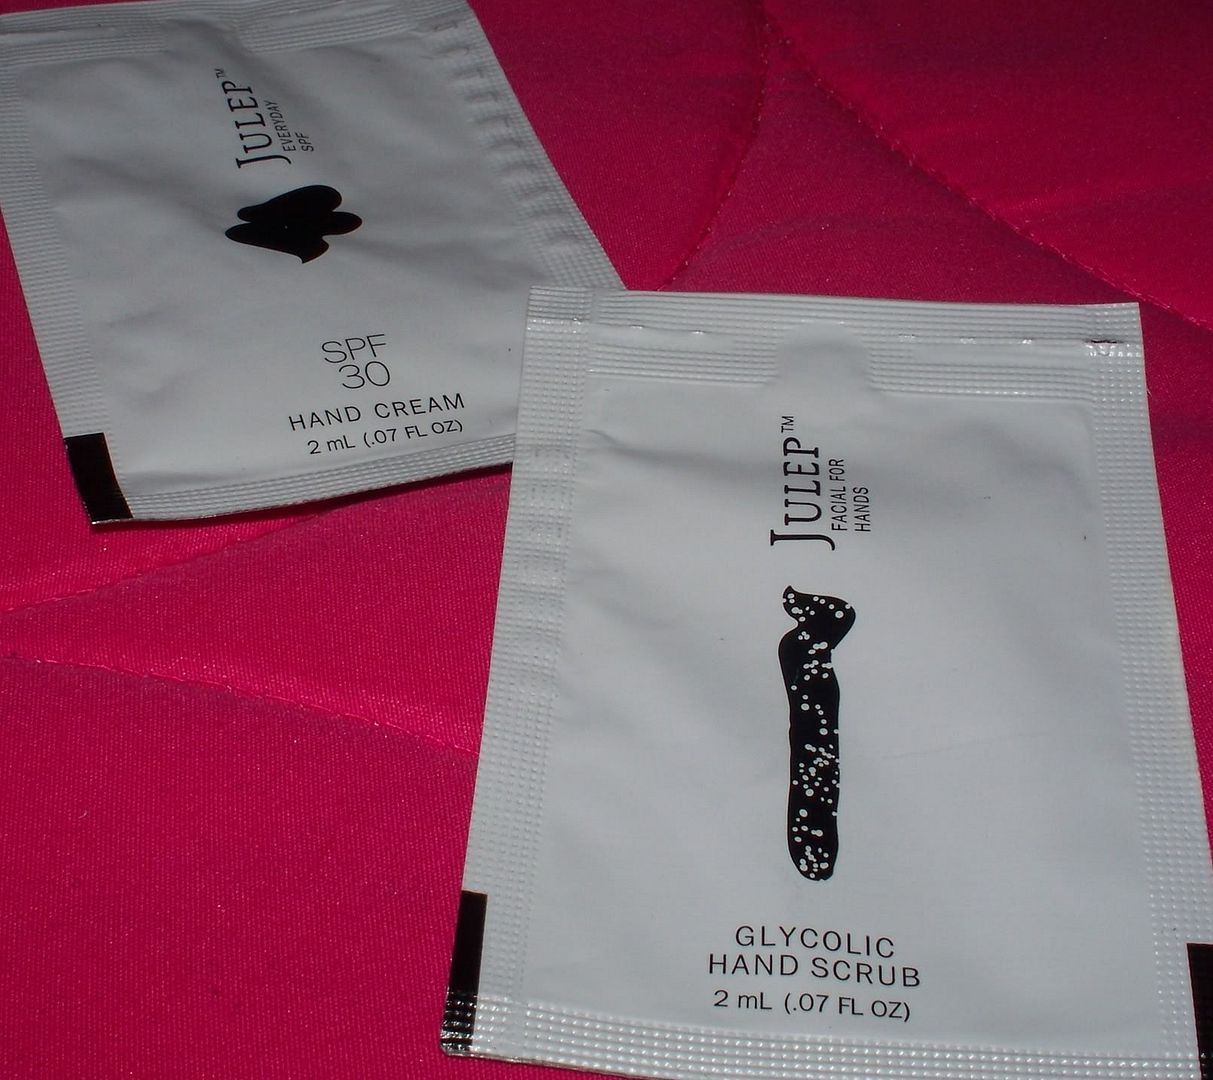 JULEP™
EVERYDAY
SPF
SPF
30
HAND CREAM
2 mL (.07 FL OZ)
JULEP™
FACIAL FOR
HANDS
GLYCOLIC
HAND SCRUB
2 mL (.07 FL OZ)